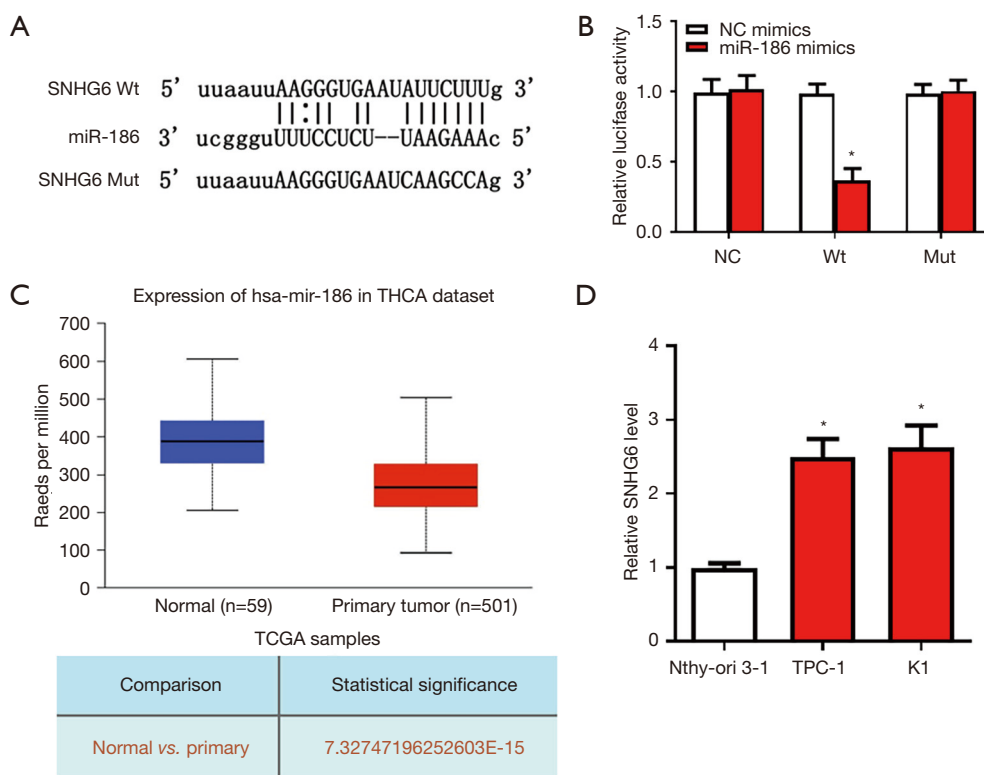 A
SNHG6 Wt 5’ uuaauuAAGGGUGAAUAUUCUUUg 3’
miR-186 3’ ucggguUUUCCUCU--UAAGAAAc 5’
SNHG6 Mut 5’ uuaauuAAGGGUGAAUCAAGCCAg 3’
B
NC mimics
miR-186 mimics
Relative lucifase activity
1.5
1.0
0.5
0.0
*
NC Wt Mut
C
Expression of hsa-mir-186 in THCA dataset
Raeds per million
700
600
500
400
300
200
100
0
Normal (n=59) Primary tumor (n=501)
TCGA samples
Comparison Statistical significance
Normal vs. primary 7.32747196252603E-15
D
Relative SNHG6 level
4
3
2
1
0
* *
Nthy-ori 3-1 TPC-1 K1